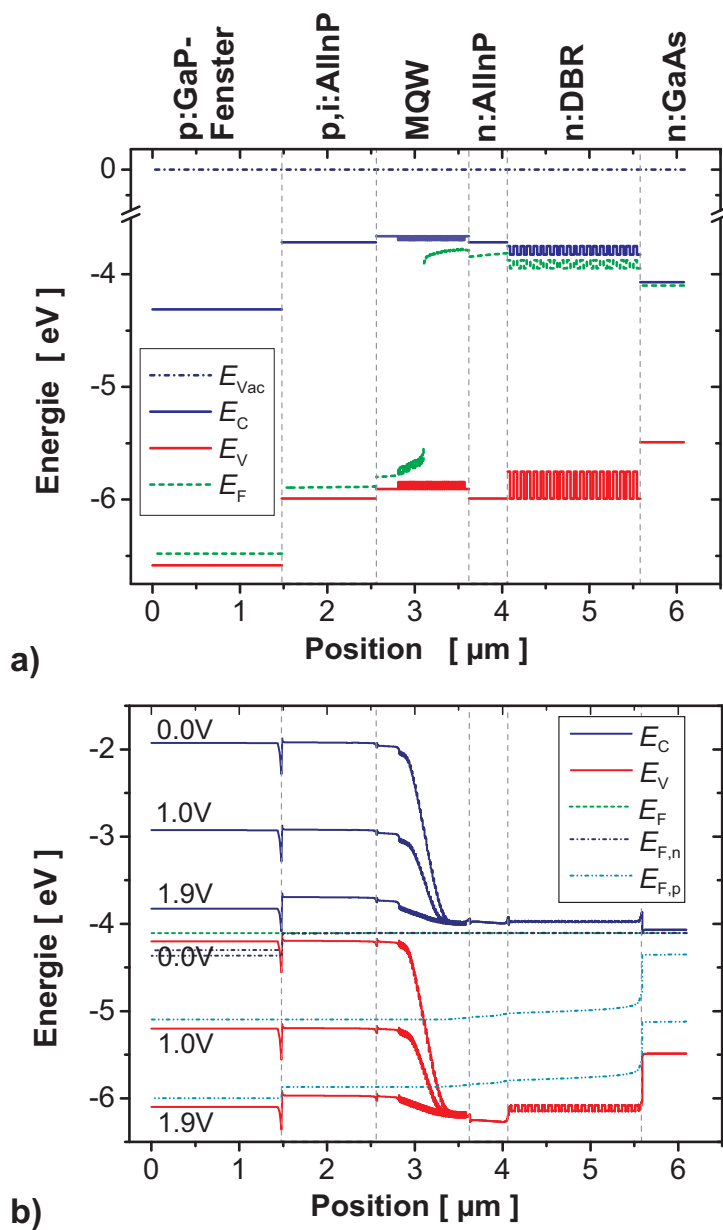 p:GaP-
Fenster
p,i:AlInP
MQW
n:AlInP
n:DBR
n:GaAs
0
-4
-6
Energie [ eV ]
E_Vac
E_C
E_V
E_F
0 1 2 3 4 5 6
Position [ µm ]
a)
-2
-3
-4
-5
-6
Energie [ eV ]
0.0V
1.0V
1.9V
0.0V
1.0V
1.9V
E_C
E_V
E_F
E_F,n
E_F,p
0 1 2 3 4 5 6
Position [ µm ]
b)